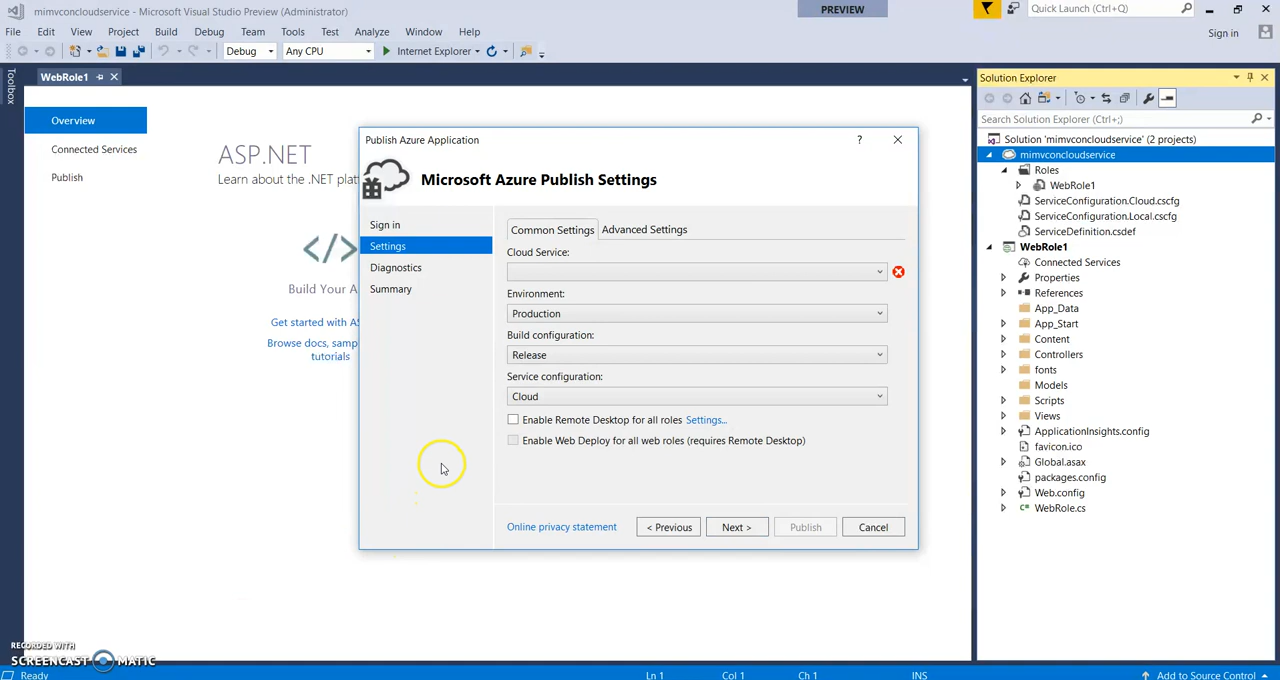 mimvconcloudservice - Microsoft Visual Studio Preview (Administrator)
PREVIEW
Quick Launch (Ctrl+Q)
File Edit View Project Build Debug Team Tools Test Analyze Window Help
Sign in
Debug Any CPU Internet Explorer
Toolbox
WebRole1
Overview
Connected Services
Publish
ASP.NET
Learn about the .NET platf
Build Your A
Get started with AS
Browse docs, samp
tutorials
Publish Azure Application
?
Microsoft Azure Publish Settings
Sign in
Settings
Diagnostics
Summary
Common Settings Advanced Settings
Cloud Service:
Environment:
Production
Build configuration:
Release
Service configuration:
Cloud
Enable Remote Desktop for all roles Settings...
Enable Web Deploy for all web roles (requires Remote Desktop)
Online privacy statement
< Previous Next > Publish Cancel
Solution Explorer
Search Solution Explorer (Ctrl+;)
Solution 'mimvconcloudservice' (2 projects)
mimvconcloudservice
Roles
WebRole1
ServiceConfiguration.Cloud.cscfg
ServiceConfiguration.Local.cscfg
ServiceDefinition.csdef
WebRole1
Connected Services
Properties
References
App_Data
App_Start
Content
Controllers
fonts
Models
Scripts
Views
ApplicationInsights.config
favicon.ico
Global.asax
packages.config
Web.config
C# WebRole.cs
RECORDED WITH
SCREENCAST MATIC
Ready Ln 1 Col 1 Ch 1 INS Add to Source Control